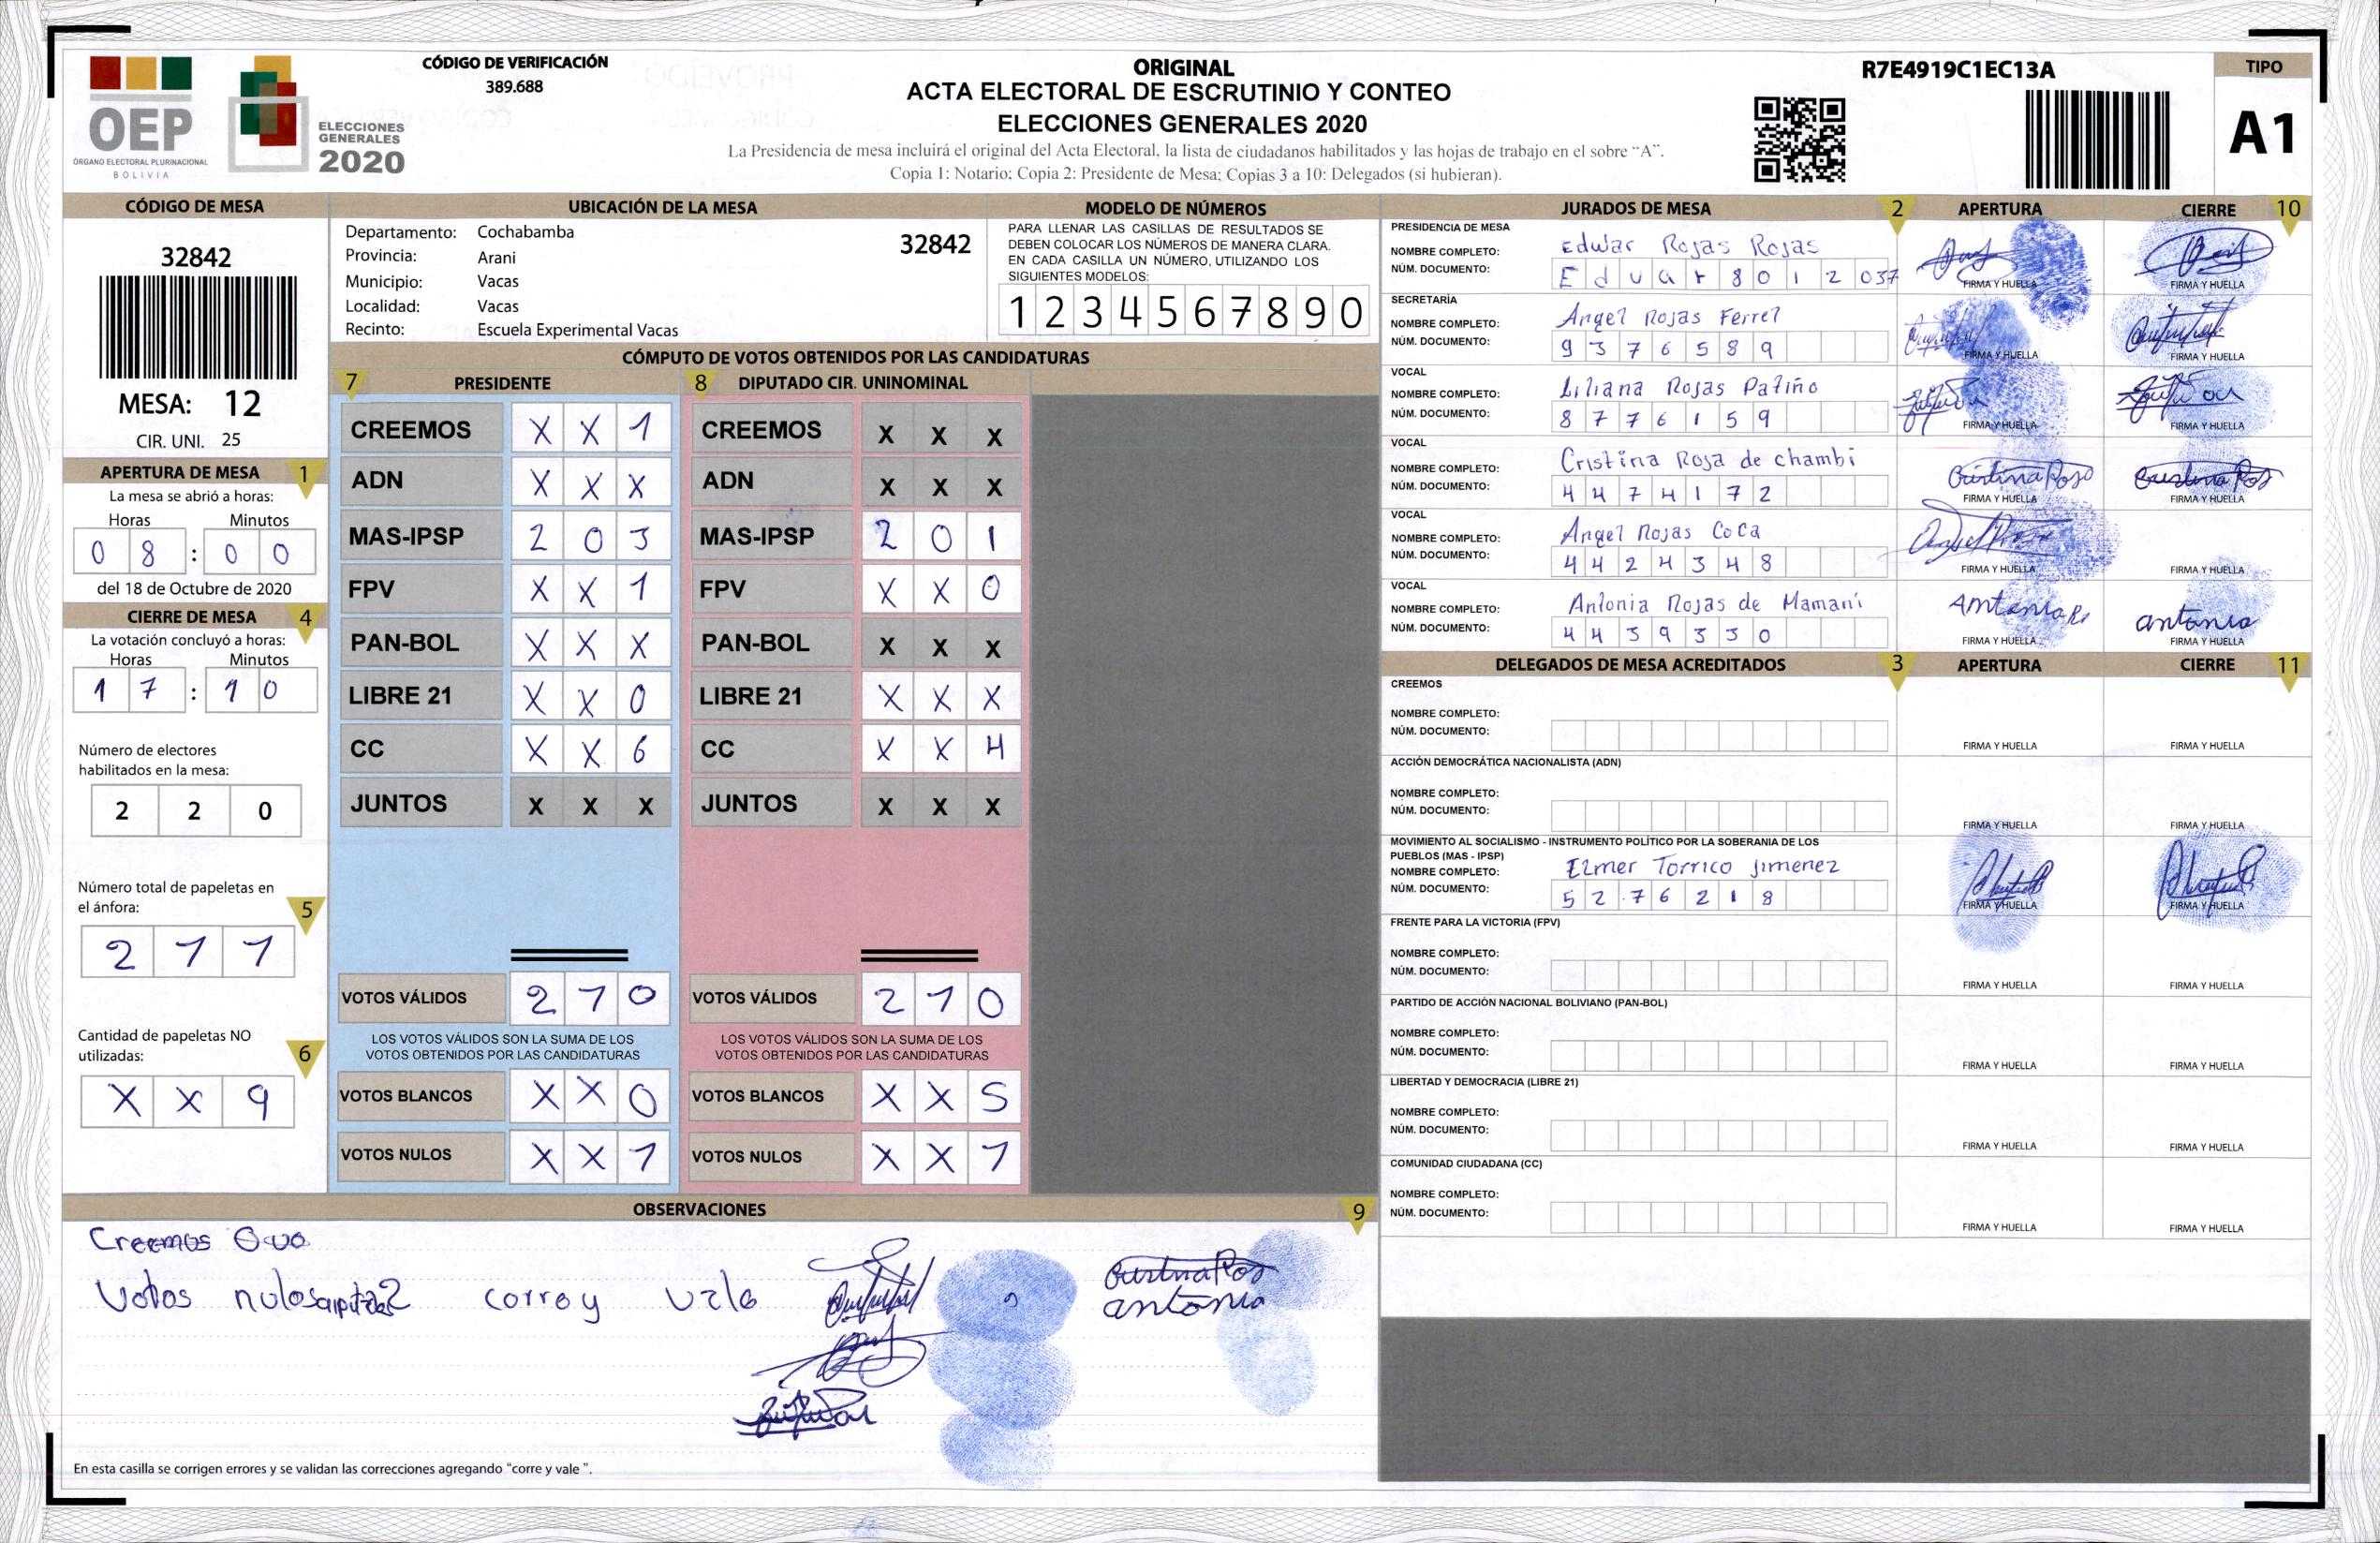 OEP
ÓRGANO ELECTORAL PLURINACIONAL
BOLIVIA
ELECCIONES
GENERALES
2020
CÓDIGO DE VERIFICACIÓN
389.688
ORIGINAL
ACTA ELECTORAL DE ESCRUTINIO Y CONTEO
ELECCIONES GENERALES 2020
La Presidencia de mesa incluirá el original del Acta Electoral, la lista de ciudadanos habilitados y las hojas de trabajo en el sobre “A”.
Copia 1: Notario; Copia 2: Presidente de Mesa; Copias 3 a 10: Delegados (si hubieran).
R7E4919C1EC13A
TIPO
A1
CÓDIGO DE MESA
32842
MESA: 12
CIR. UNI. 25
APERTURA DE MESA 1
La mesa se abrió a horas:
Horas Minutos
0 8 : 0 0
del 18 de Octubre de 2020
CIERRE DE MESA 4
La votación concluyó a horas:
Horas Minutos
1 7 : 1 0
Número de electores
habilitados en la mesa:
2 2 0
Número total de papeletas en
el ánfora: 5
2 1 1
Cantidad de papeletas NO
utilizadas: 6
X X 9
UBICACIÓN DE LA MESA
Departamento: Cochabamba
Provincia: Arani
Municipio: Vacas
Localidad: Vacas
Recinto: Escuela Experimental Vacas
32842
MODELO DE NÚMEROS
PARA LLENAR LAS CASILLAS DE RESULTADOS SE
DEBEN COLOCAR LOS NÚMEROS DE MANERA CLARA.
EN CADA CASILLA UN NÚMERO, UTILIZANDO LOS
SIGUIENTES MODELOS:
1 2 3 4 5 6 7 8 9 0
CÓMPUTO DE VOTOS OBTENIDOS POR LAS CANDIDATURAS
7 PRESIDENTE
CREEMOS X X 1
ADN X X X
MAS-IPSP 2 0 3
FPV X X 1
PAN-BOL X X X
LIBRE 21 X X 0
CC X X 6
JUNTOS X X X
VOTOS VÁLIDOS 2 1 0
LOS VOTOS VÁLIDOS SON LA SUMA DE LOS
VOTOS OBTENIDOS POR LAS CANDIDATURAS
VOTOS BLANCOS X X 0
VOTOS NULOS X X 1
8 DIPUTADO CIR. UNINOMINAL
CREEMOS X X X
ADN X X X
MAS-IPSP 2 0 1
FPV X X 0
PAN-BOL X X X
LIBRE 21 X X X
CC X X 4
JUNTOS X X X
VOTOS VÁLIDOS 2 1 0
LOS VOTOS VÁLIDOS SON LA SUMA DE LOS
VOTOS OBTENIDOS POR LAS CANDIDATURAS
VOTOS BLANCOS X X 5
VOTOS NULOS X X 1
OBSERVACIONES 9
Creemos
Votos corre y vale
Cristina Ros
antonia
En esta casilla se corrigen errores y se validan las correcciones agregando “corre y vale ”.
JURADOS DE MESA 2 APERTURA CIERRE 10
PRESIDENCIA DE MESA
NOMBRE COMPLETO: Edwar Rojas Rojas
NÚM. DOCUMENTO: E d u a r 8 0 1 2 037
FIRMA Y HUELLA FIRMA Y HUELLA
SECRETARÍA
NOMBRE COMPLETO: Angel Rojas Ferrel
NÚM. DOCUMENTO: 9 3 7 6 5 8 9
FIRMA Y HUELLA FIRMA Y HUELLA
VOCAL
NOMBRE COMPLETO: Liliana Rojas Patiño
NÚM. DOCUMENTO: 8 7 7 6 1 5 9
FIRMA Y HUELLA FIRMA Y HUELLA
VOCAL
NOMBRE COMPLETO: Cristina Roja de chambi
NÚM. DOCUMENTO: 4 4 7 4 1 7 2
Cristina Rojo Cristina Ros
FIRMA Y HUELLA FIRMA Y HUELLA
VOCAL
NOMBRE COMPLETO: Angel Rojas Coca
NÚM. DOCUMENTO: 4 4 2 4 3 4 8
FIRMA Y HUELLA FIRMA Y HUELLA
VOCAL
NOMBRE COMPLETO: Antonia Rojas de Mamani
NÚM. DOCUMENTO: 4 4 3 9 3 3 0
Antonia Ro antonia
FIRMA Y HUELLA FIRMA Y HUELLA
DELEGADOS DE MESA ACREDITADOS 3 APERTURA CIERRE 11
CREEMOS
NOMBRE COMPLETO:
NÚM. DOCUMENTO:
FIRMA Y HUELLA FIRMA Y HUELLA
ACCIÓN DEMOCRÁTICA NACIONALISTA (ADN)
NOMBRE COMPLETO:
NÚM. DOCUMENTO:
FIRMA Y HUELLA FIRMA Y HUELLA
MOVIMIENTO AL SOCIALISMO - INSTRUMENTO POLÍTICO POR LA SOBERANIA DE LOS
PUEBLOS (MAS - IPSP)
NOMBRE COMPLETO: Elmer Torrico Jimenez
NÚM. DOCUMENTO: 5 2 7 6 2 1 8
FIRMA Y HUELLA FIRMA Y HUELLA
FRENTE PARA LA VICTORIA (FPV)
NOMBRE COMPLETO:
NÚM. DOCUMENTO:
FIRMA Y HUELLA FIRMA Y HUELLA
PARTIDO DE ACCIÓN NACIONAL BOLIVIANO (PAN-BOL)
NOMBRE COMPLETO:
NÚM. DOCUMENTO:
FIRMA Y HUELLA FIRMA Y HUELLA
LIBERTAD Y DEMOCRACIA (LIBRE 21)
NOMBRE COMPLETO:
NÚM. DOCUMENTO:
FIRMA Y HUELLA FIRMA Y HUELLA
COMUNIDAD CIUDADANA (CC)
NOMBRE COMPLETO:
NÚM. DOCUMENTO:
FIRMA Y HUELLA FIRMA Y HUELLA